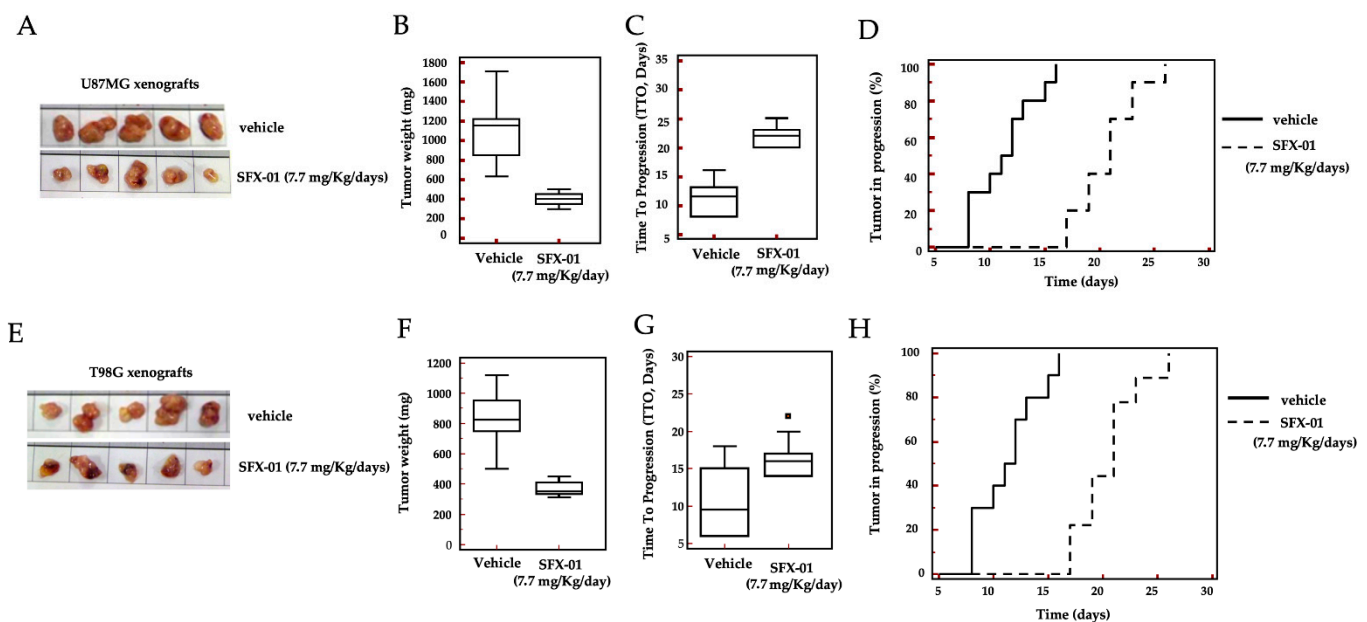 A
U87MG xenografts
vehicle
SFX-01 (7.7 mg/Kg/days)
B
Tumor weight (mg)
1800
1600
1400
1200
1000
800
600
400
200
0
Vehicle
SFX-01
(7.7 mg/Kg/day)
C
Time To Progression (TTO, Days)
35
30
25
20
15
10
5
Vehicle
SFX-01
(7.7 mg/Kg/day)
D
Tumor in progression (%)
100
80
60
40
20
0
5
10
15
20
25
30
Time (days)
vehicle
SFX-01
(7.7 mg/Kg/days)
E
T98G xenografts
vehicle
SFX-01 (7.7 mg/Kg/days)
F
Tumor weight (mg)
1200
1000
800
600
400
200
0
Vehicle
SFX-01
(7.7 mg/Kg/day)
G
Time To Progression (TTO, Days)
30
25
20
15
10
5
Vehicle
SFX-01
(7.7 mg/Kg/day)
H
Tumor in progression (%)
100
80
60
40
20
0
5
10
15
20
25
30
Time (days)
vehicle
SFX-01
(7.7 mg/Kg/days)